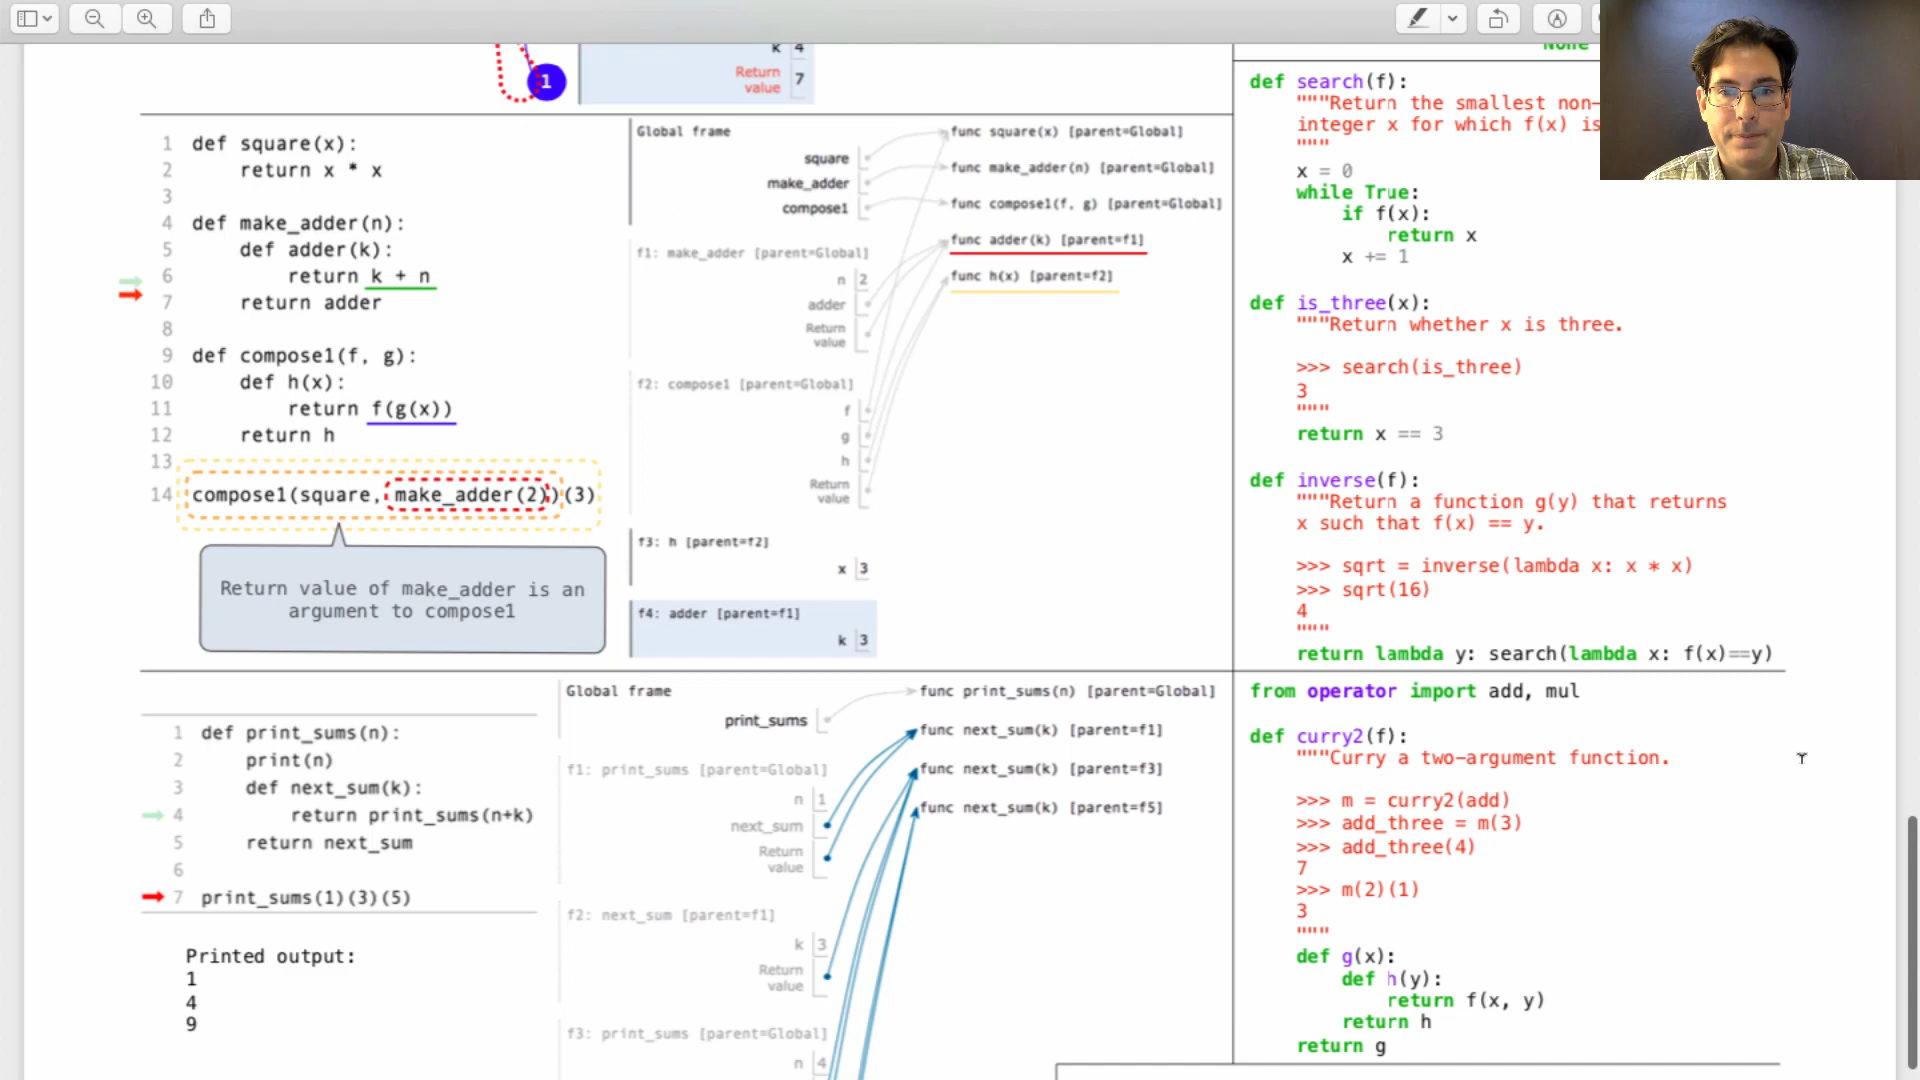 k 4
Return
value 7
1
1 def square(x):
2 return x * x
3
4 def make_adder(n):
5 def adder(k):
6 return k + n
7 return adder
8
9 def compose1(f, g):
10 def h(x):
11 return f(g(x))
12 return h
13
14 compose1(square, make_adder(2))(3)
Return value of make_adder is an
argument to compose1
Global frame
square
make_adder
compose1
func square(x) [parent=Global]
func make_adder(n) [parent=Global]
func compose1(f, g) [parent=Global]
func adder(k) [parent=f1]
func h(x) [parent=f2]
f1: make_adder [parent=Global]
n 2
adder
Return
value
f2: compose1 [parent=Global]
f
g
h
Return
value
f3: h [parent=f2]
x 3
f4: adder [parent=f1]
k 3
1 def print_sums(n):
2 print(n)
3 def next_sum(k):
4 return print_sums(n+k)
5 return next_sum
6
7 print_sums(1)(3)(5)
Printed output:
1
4
9
Global frame
print_sums
func print_sums(n) [parent=Global]
func next_sum(k) [parent=f1]
func next_sum(k) [parent=f3]
func next_sum(k) [parent=f5]
f1: print_sums [parent=Global]
n 1
next_sum
Return
value
f2: next_sum [parent=f1]
k 3
Return
value
f3: print_sums [parent=Global]
n 4
None
def search(f):
"""Return the smallest non-
integer x for which f(x) is
"""
x = 0
while True:
if f(x):
return x
x += 1
def is_three(x):
"""Return whether x is three.
>>> search(is_three)
3
"""
return x == 3
def inverse(f):
"""Return a function g(y) that returns
x such that f(x) == y.
>>> sqrt = inverse(lambda x: x * x)
>>> sqrt(16)
4
"""
return lambda y: search(lambda x: f(x)==y)
from operator import add, mul
def curry2(f):
"""Curry a two-argument function.
>>> m = curry2(add)
>>> add_three = m(3)
>>> add_three(4)
7
>>> m(2)(1)
3
"""
def g(x):
def h(y):
return f(x, y)
return h
return g